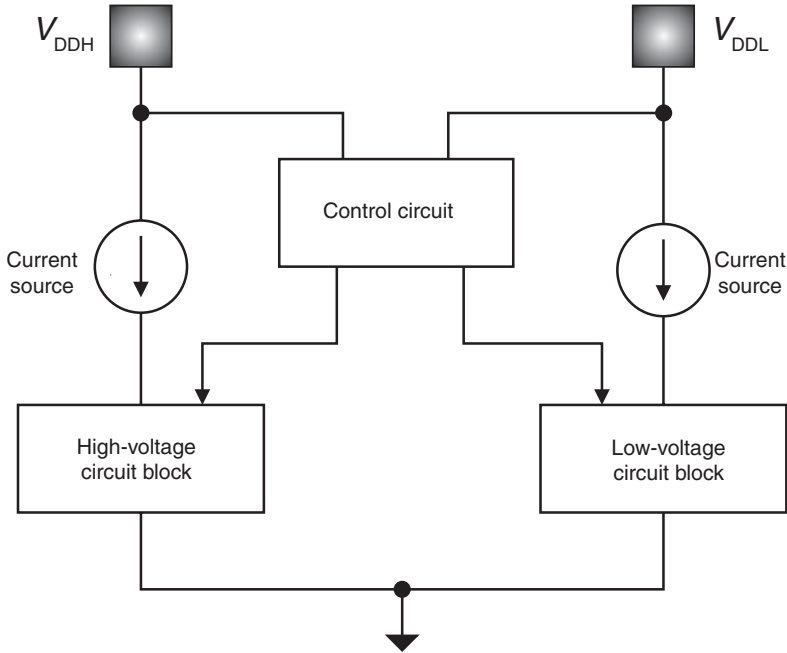 V_DDH
V_DDL
Control circuit
Current
source
Current
source
High-voltage
circuit block
Low-voltage
circuit block